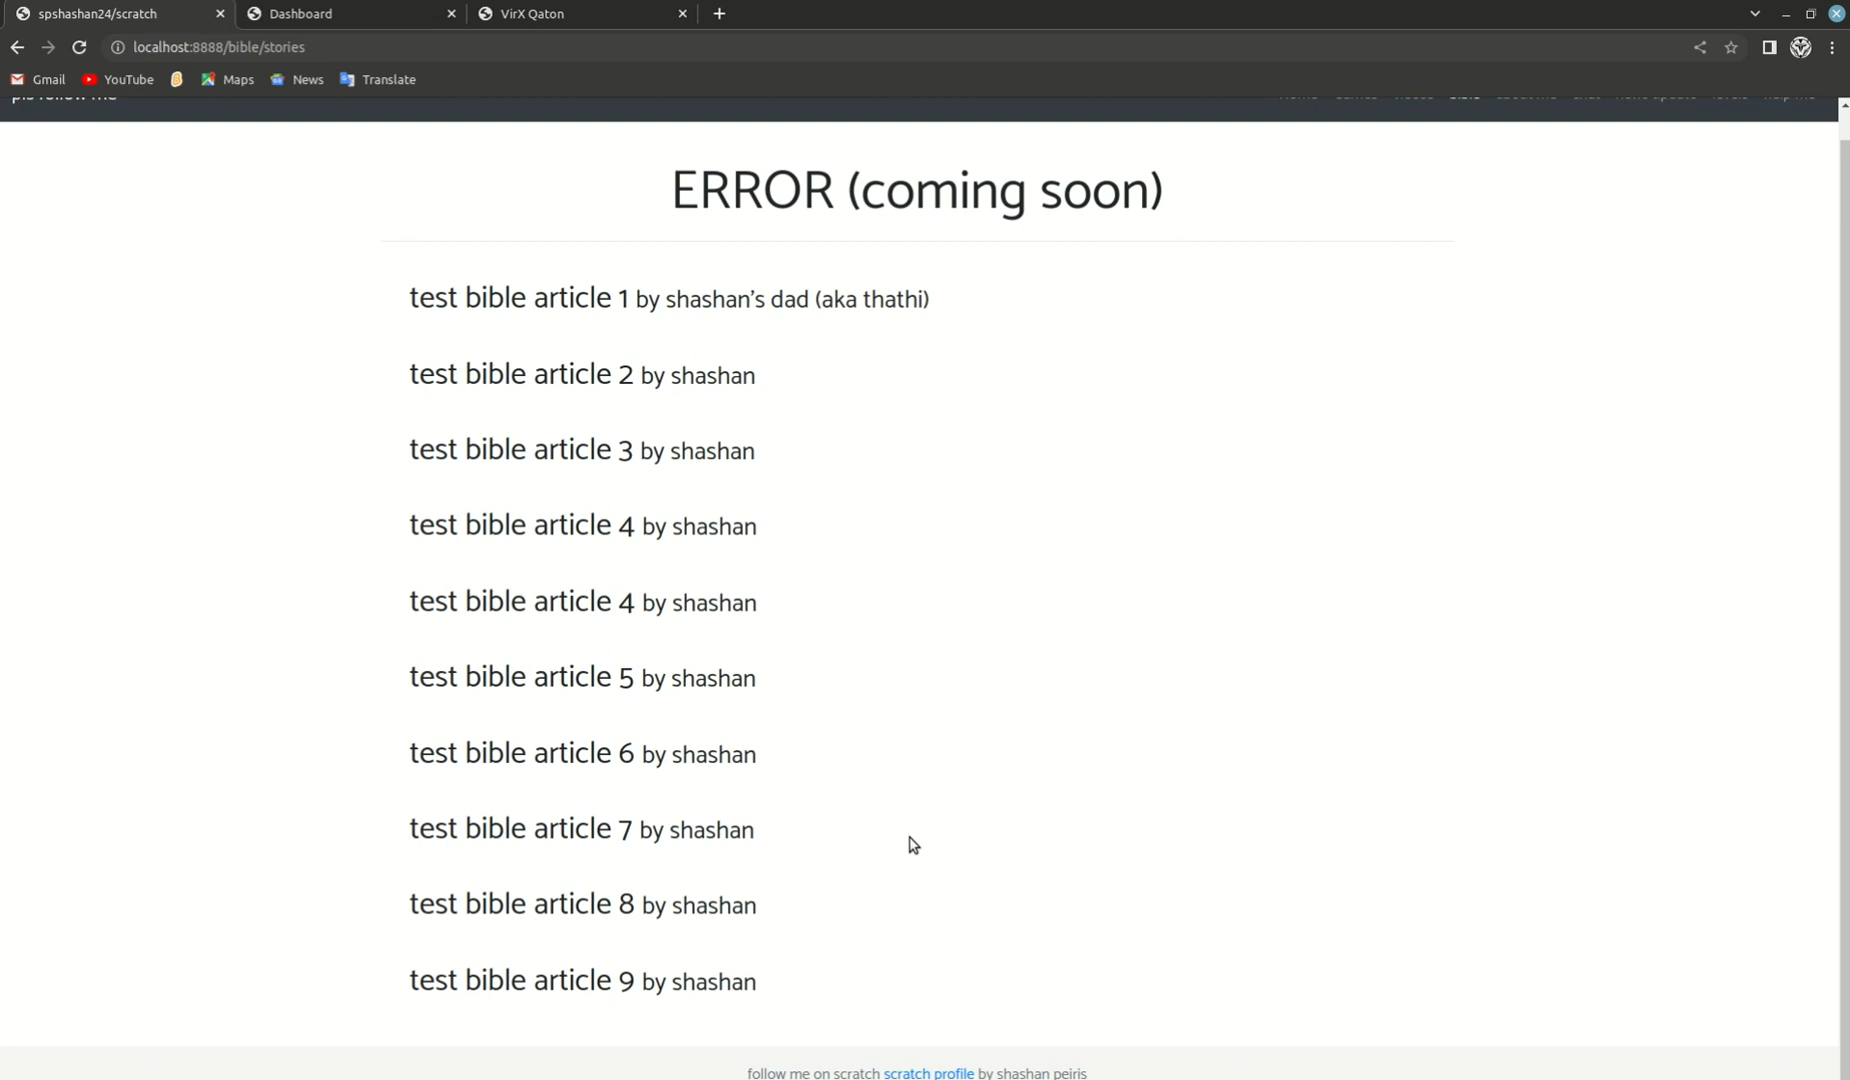 spshashan24/scratch
Dashboard
VirX Qaton
localhost:8888/bible/stories
Gmail
YouTube
Maps
News
Translate
pls follow me
ERROR (coming soon)
test bible article 1 by shashan's dad (aka thathi)
test bible article 2 by shashan
test bible article 3 by shashan
test bible article 4 by shashan
test bible article 4 by shashan
test bible article 5 by shashan
test bible article 6 by shashan
test bible article 7 by shashan
test bible article 8 by shashan
test bible article 9 by shashan
follow me on scratch scratch profile by shashan peiris